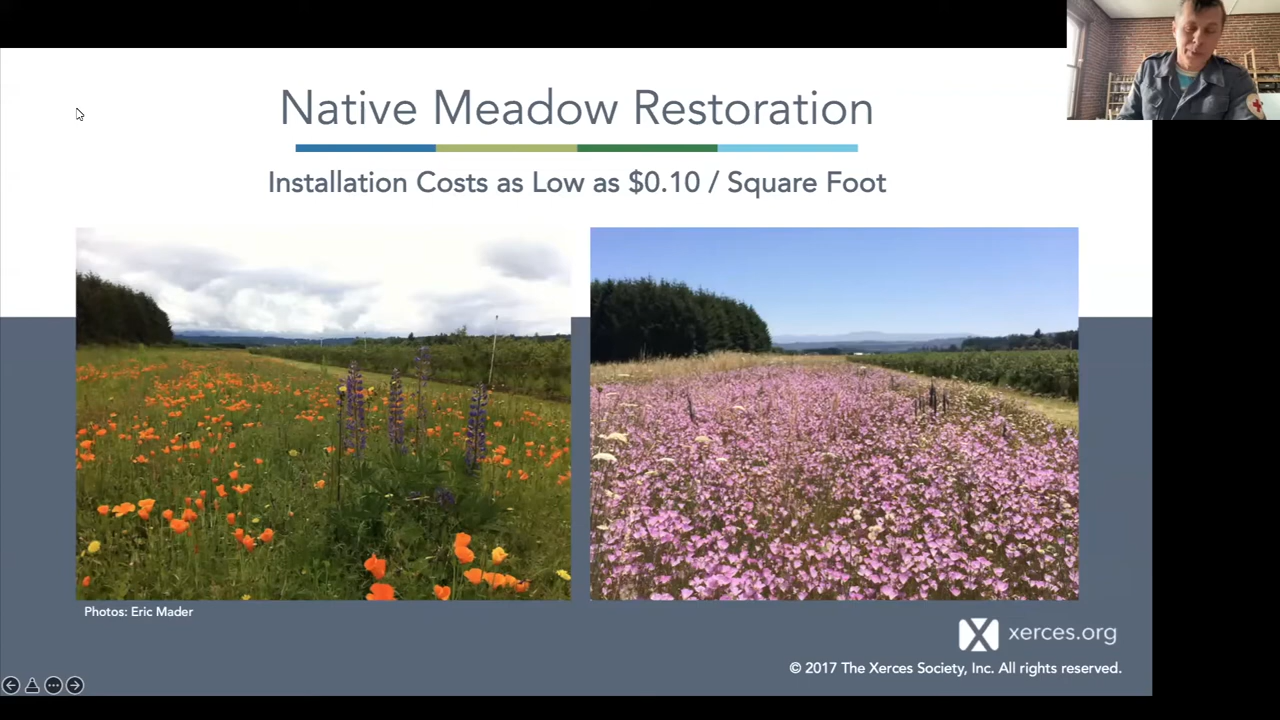 Native Meadow Restoration
Installation Costs as Low as $0.10 / Square Foot
Photos: Eric Mader
xerces.org
© 2017 The Xerces Society, Inc. All rights reserved.